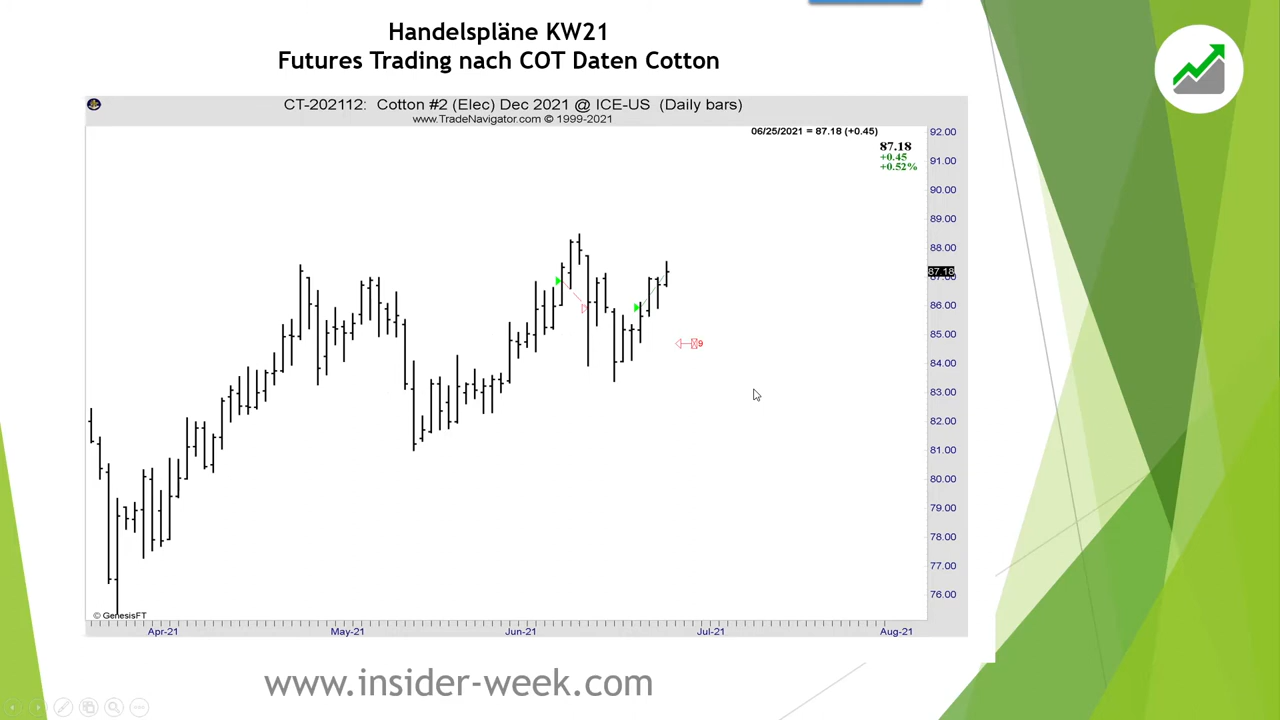 Handelspläne KW21
Futures Trading nach COT Daten Cotton
CT-202112: Cotton #2 (Elec) Dec 2021 @ ICE-US (Daily bars)
www.TradeNavigator.com © 1999-2021
06/25/2021 = 87.18 (+0.45)
87.18
+0.45
+0.52%
92.00
91.00
90.00
89.00
88.00
87.18
87.00
86.00
85.00
84.00
83.00
82.00
81.00
80.00
79.00
78.00
77.00
76.00
9
© GenesisFT
Apr-21 May-21 Jun-21 Jul-21 Aug-21
www.insider-week.com